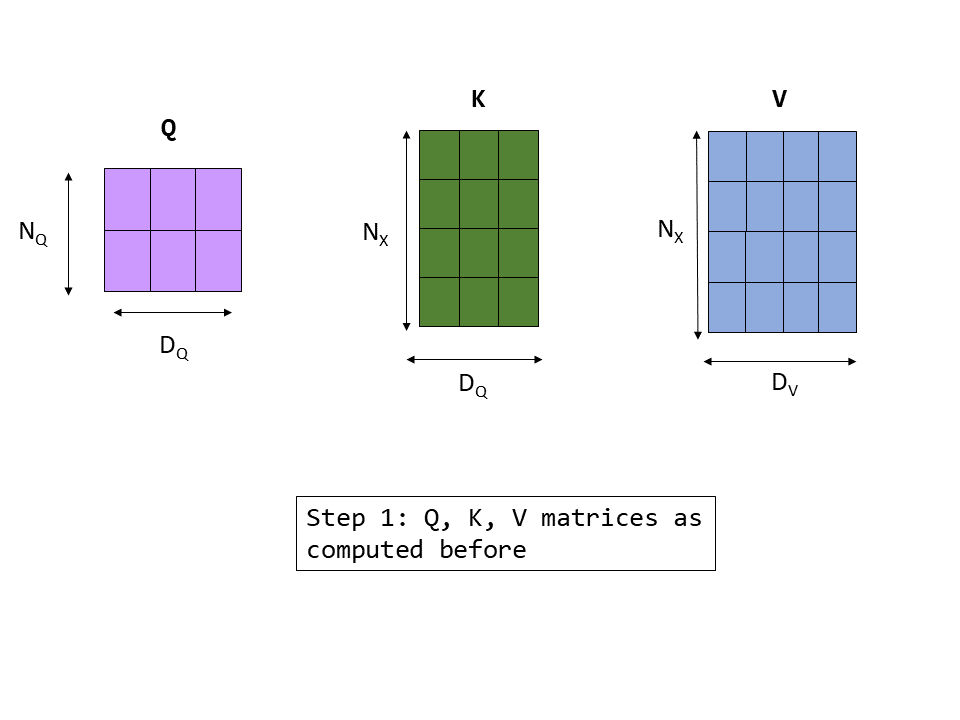 Q
K
V
N_Q
N_X
N_X
D_Q
D_Q
D_V
Step 1: Q, K, V matrices as
computed before